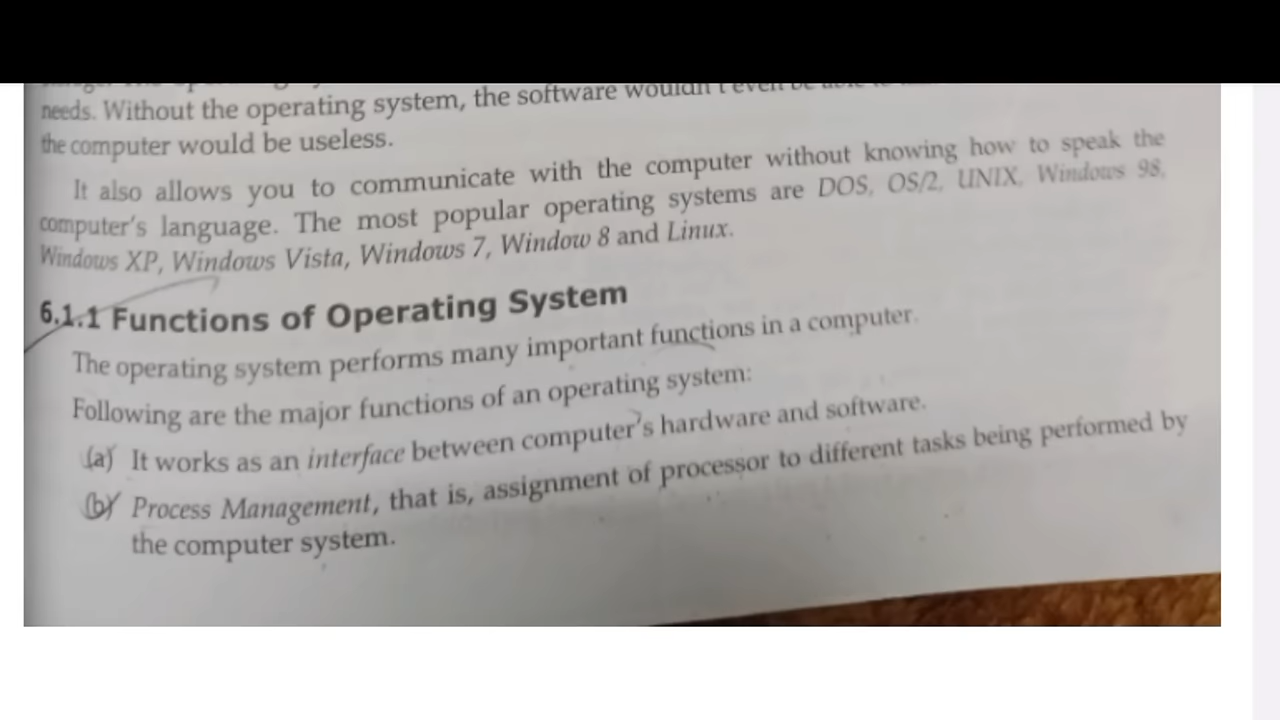 needs. Without the operating system, the software wouldn't even be able to
the computer would be useless.
It also allows you to communicate with the computer without knowing how to speak the
computer's language. The most popular operating systems are DOS, OS/2, UNIX, Windows 98,
Windows XP, Windows Vista, Windows 7, Window 8 and Linux.
6.1.1 Functions of Operating System
The operating system performs many important functions in a computer.
Following are the major functions of an operating system:
(a) It works as an interface between computer's hardware and software.
(b) Process Management, that is, assignment of processor to different tasks being performed by
the computer system.